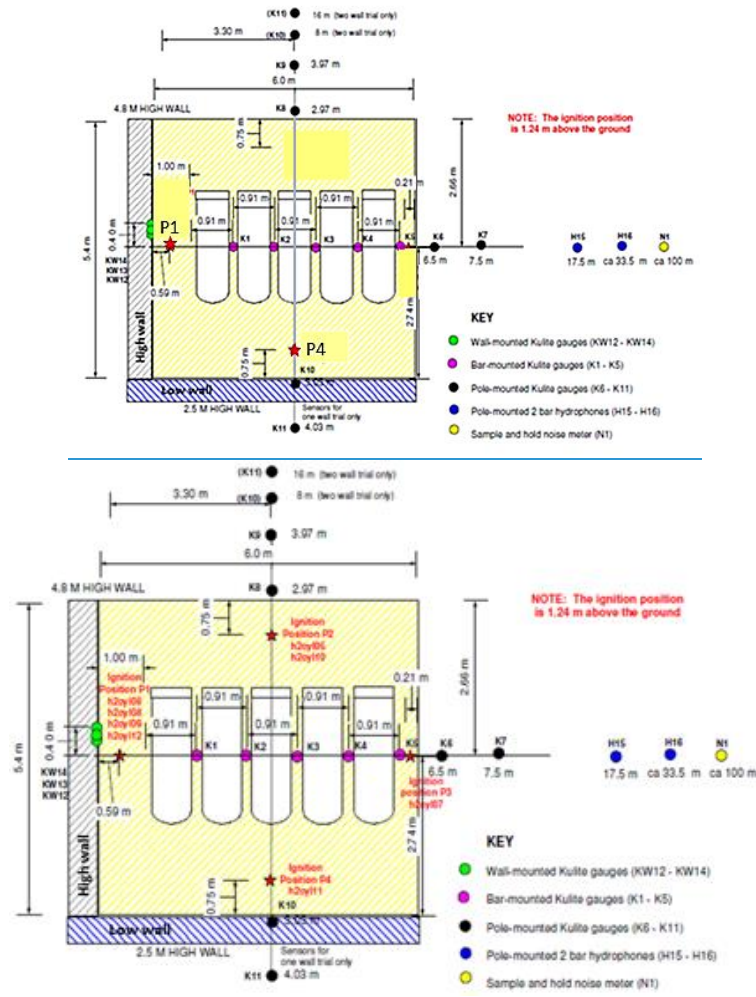 (K11) 16 m (two wall trial only)
3.30 m (K10) 8 m (two wall trial only)
K9 3.97 m
6.0 m
4.8 M HIGH WALL K8 2.97 m
NOTE: The ignition position
is 1.24 m above the ground
0.75 m
2.66 m
1.00 m
0.21 m
0.91 m 0.91 m 0.91 m
P1 0.91 m 0.91 m 0.91 m
0.4 0 m
K1 K2 K3 K4 K5 K6 K7 H15 H16 N1
5.4 m
6.5 m 7.5 m 17.5 m ca 33.5 m ca 100 m
KW14
KW13
KW12
0.59 m
2.74 m
High wall
KEY
Wall-mounted Kulite gauges (KW12 - KW14)
P4
Bar-mounted Kulite gauges (K1 - K5)
0.75 m
K10
Pole-mounted Kulite gauges (K6 - K11)
Low wall
Pole-mounted 2 bar hydrophones (H15 - H16)
2.5 M HIGH WALL Sensors for
one wall trial only
K11 4.03 m
Sample and hold noise meter (N1)
(K11) 16 m (two wall trial only)
3.30 m (K10) 8 m (two wall trial only)
K9 3.97 m
6.0 m
4.8 M HIGH WALL K8 2.97 m
NOTE: The ignition position
is 1.24 m above the ground
0.75 m
Ignition
Position P2
h2cyl05
h2cyl10
2.66 m
1.00 m
0.21 m
Ignition
Position P1
h2cyl06
h2cyl08
h2cyl09
h2cyl12
0.91 m 0.91 m
0.91 m 0.91 m 0.91 m
0.4 0 m
K1 K2 K3 K4 K5 K6 K7 H15 H16 N1
5.4 m
6.5 m 7.5 m 17.5 m ca 33.5 m ca 100 m
KW14
KW13
KW12
0.59 m
Ignition
position P3
h2cyl07
2.74 m
High wall
KEY
Wall-mounted Kulite gauges (KW12 - KW14)
Ignition
Position P4
h2cyl11
Bar-mounted Kulite gauges (K1 - K5)
0.75 m
K10
3.03 m
Pole-mounted Kulite gauges (K6 - K11)
Low wall
Pole-mounted 2 bar hydrophones (H15 - H16)
2.5 M HIGH WALL Sensors for
one wall trial only
K11 4.03 m
Sample and hold noise meter (N1)